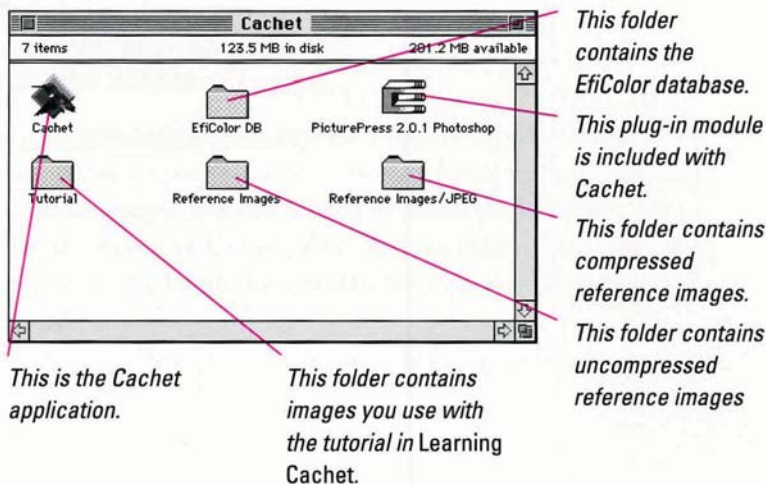 Cachet
7 items 123.5 MB in disk 281.2 MB available
Cachet EfiColor DB PicturePress 2.0.1 Photoshop
Tutorial Reference Images Reference Images/JPEG
This folder
contains the
EfiColor database.
This plug-in module
is included with
Cachet.
This folder contains
compressed
reference images.
This folder contains
uncompressed
reference images
This is the Cachet
application.
This folder contains
images you use with
the tutorial in Learning
Cachet.